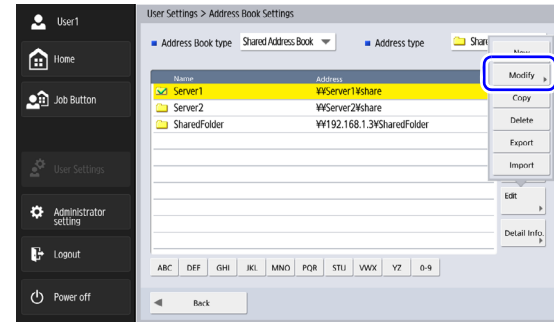 User1
Home
Job Button
User Settings
Administrator
setting
Logout
Power off
User Settings > Address Book Settings
Address Book type Shared Address Book Address type
Name Address
Server1 ¥¥Server1¥share
Server2 ¥¥Server2¥share
SharedFolder ¥¥192.168.1.3¥SharedFolder
Modify
Copy
Delete
Export
Import
Edit
Detail Info.
ABC DEF GHI JKL MNO PQR STU VWX YZ 0-9
Back